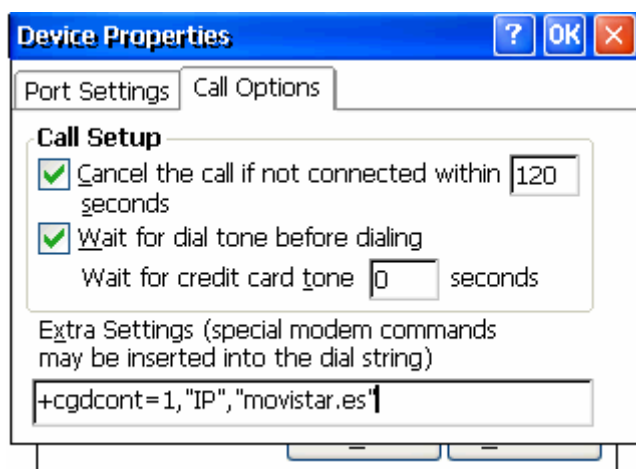 Device Properties ? OK ×
Port Settings Call Options
Call Setup
Cancel the call if not connected within 120
seconds
Wait for dial tone before dialing
Wait for credit card tone 0 seconds
Extra Settings (special modem commands
may be inserted into the dial string)
+cgdcont=1,"IP","movistar.es"